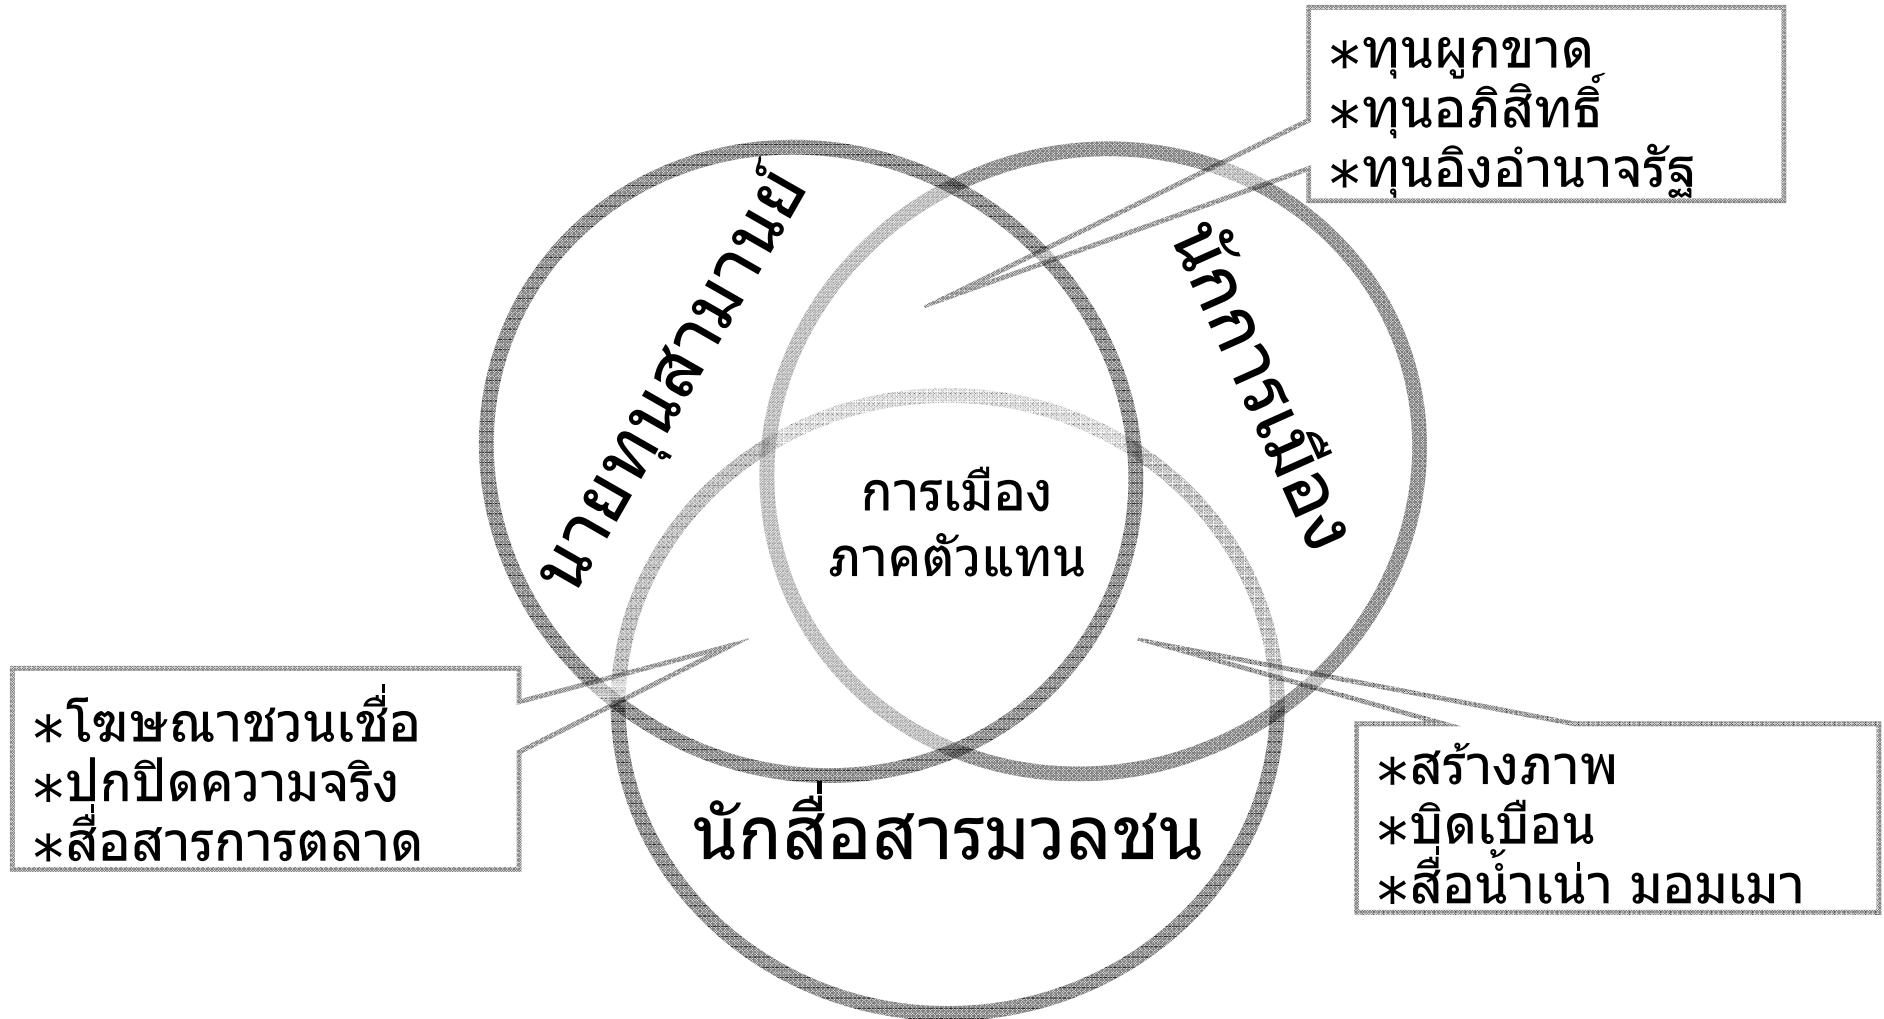 *ทุนผูกขาด
*ทุนอภิสิทธิ์
*ทุนอิงอำนาจรัฐ
นายทุนสามานย์
นักการเมือง
การเมือง
ภาคตัวแทน
*โฆษณาชวนเชื่อ
*ปกปิดความจริง
*สื่อสารการตลาด
นักสื่อสารมวลชน
*สร้างภาพ
*บิดเบือน
*สื่อน้ำเน่า มอมเมา